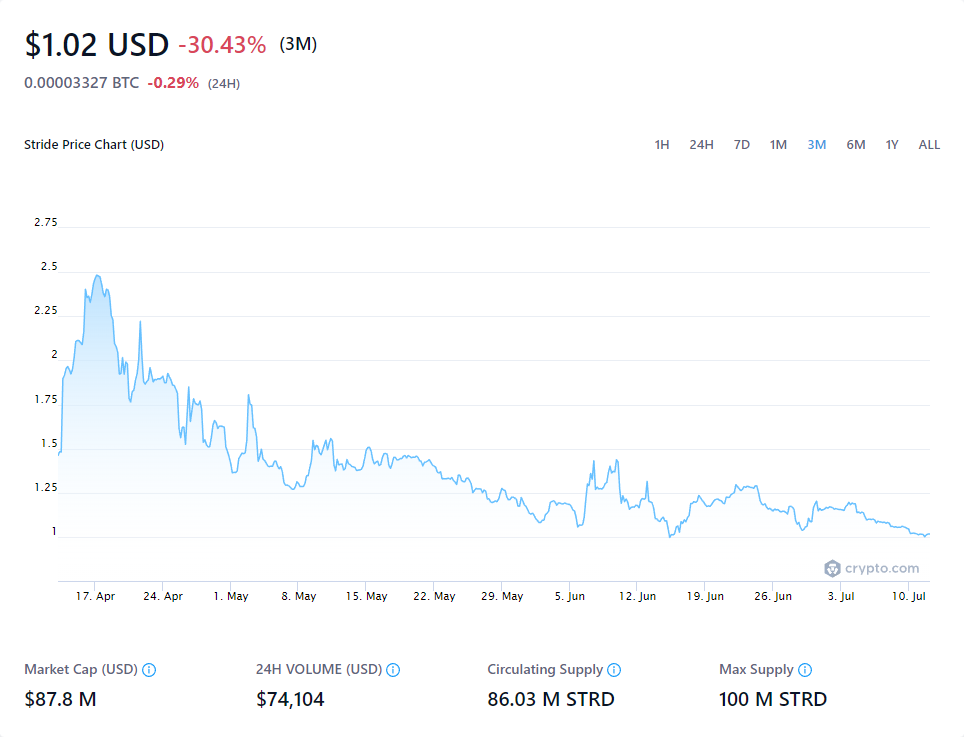 $1.02 USD -30.43% (3M)
0.00003327 BTC -0.29% (24H)
Stride Price Chart (USD) 1H 24H 7D 1M 3M 6M 1Y ALL
2.75
2.5
2.25
2
1.75
1.5
1.25
1
crypto.com
17. Apr 24. Apr 1. May 8. May 15. May 22. May 29. May 5. Jun 12. Jun 19. Jun 26. Jun 3. Jul 10. Jul
Market Cap (USD) 24H VOLUME (USD) Circulating Supply Max Supply
$87.8 M $74,104 86.03 M STRD 100 M STRD